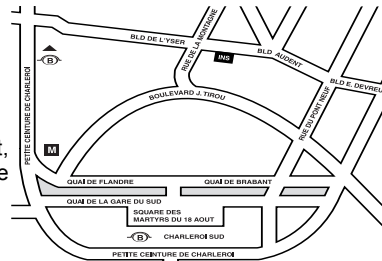 BLD DE L'YSER
RUE DE LA MONTAGNE
INS
BLD AUDENT
BLD E. DEVREU
B
PETITE CEINTURE DE CHARLEROI
BOULEVARD J. TIROU
RUE DU PONT NEUF
t,
M
e
QUAI DE FLANDRE
QUAI DE BRABANT
QUAI DE LA GARE DU SUD
SQUARE DES
MARTYRS DU 18 AOUT
B
CHARLEROI SUD
PETITE CEINTURE DE CHARLEROI